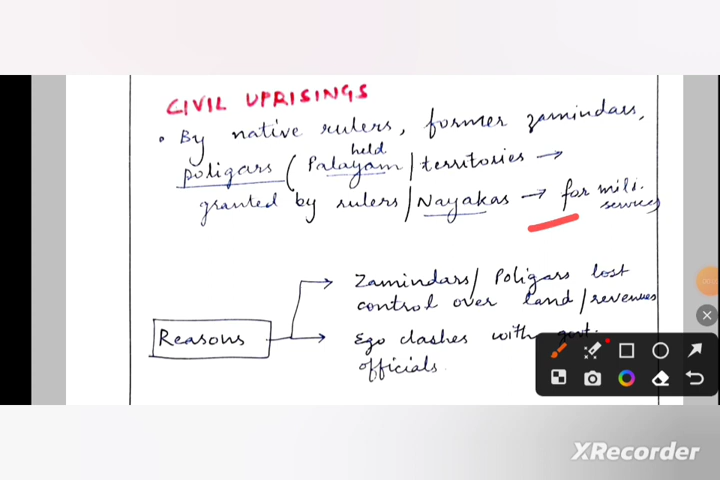 CIVIL UPRISINGS
• By native rulers, former zamindars,
held
poligars (Palayam/territories →
granted by rulers/Nayakas → for mili.
services
Zamindars/Poligars lost
control over land/revenues
Reasons
Ego clashes with govt.
officials.
XRecorder